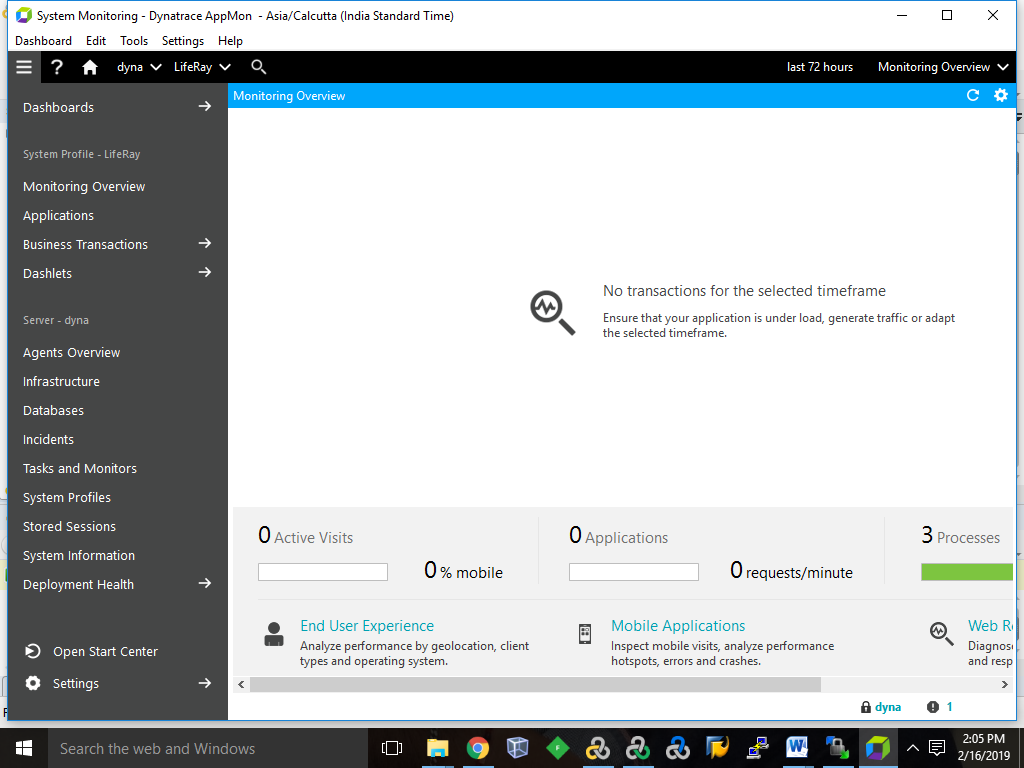 System Monitoring - Dynatrace AppMon - Asia/Calcutta (India Standard Time)
Dashboard Edit Tools Settings Help
? dyna LifeRay last 72 hours Monitoring Overview
Dashboards
System Profile - LifeRay
Monitoring Overview
Applications
Business Transactions
Dashlets
Server - dyna
Agents Overview
Infrastructure
Databases
Incidents
Tasks and Monitors
System Profiles
Stored Sessions
System Information
Deployment Health
Open Start Center
Settings
Monitoring Overview
No transactions for the selected timeframe
Ensure that your application is under load, generate traffic or adapt
the selected timeframe.
0 Active Visits
0 % mobile
0 Applications
0 requests/minute
3 Processes
End User Experience
Analyze performance by geolocation, client
types and operating system.
Mobile Applications
Inspect mobile visits, analyze performance
hotspots, errors and crashes.
Web
and
dyna 1
Search the web and Windows
2:05 PM
2/16/2019